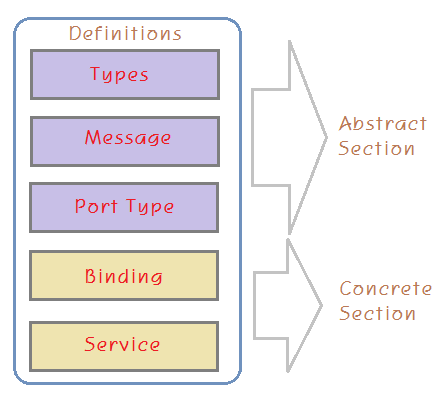 Definitions
Types
Message
Port Type
Abstract
Section
Binding
Service
Concrete
Section